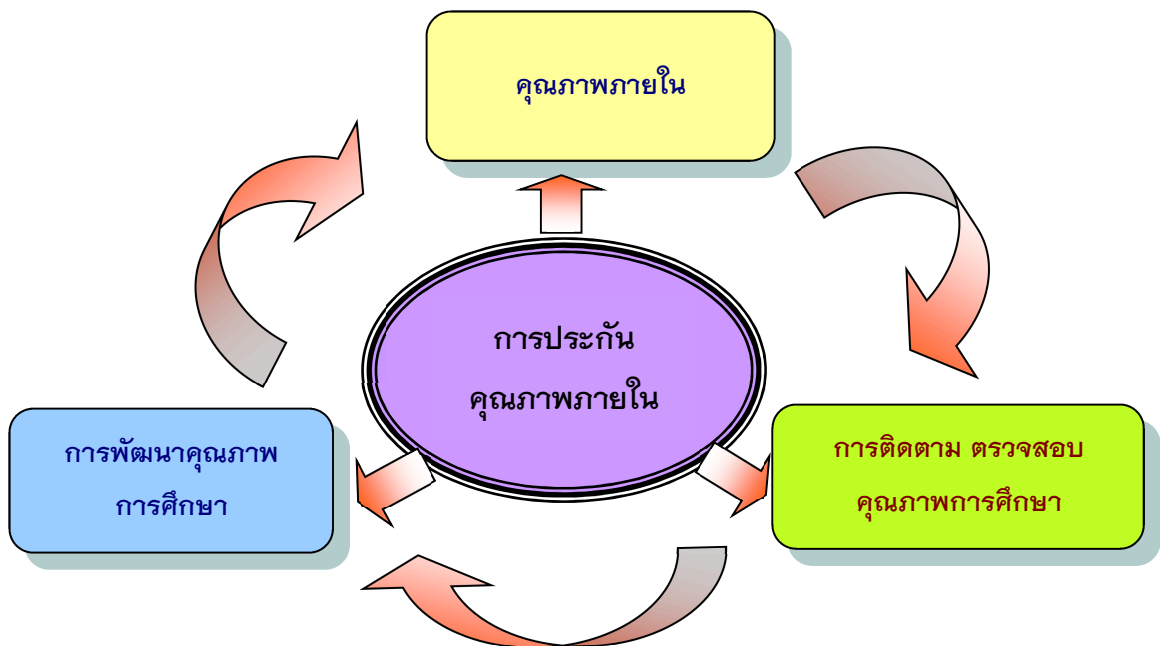 คุณภาพภายใน
การประกัน
คุณภาพภายใน
การพัฒนาคุณภาพ
การศึกษา
การติดตาม ตรวจสอบ
คุณภาพการศึกษา